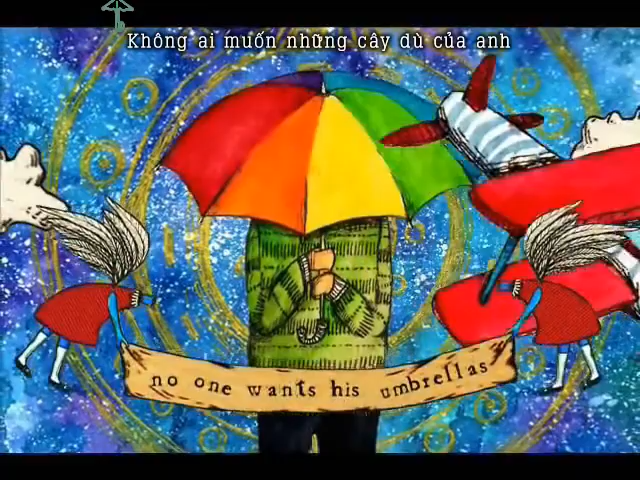 Không ai muốn những cây dù của anh
no one wants his umbrellas